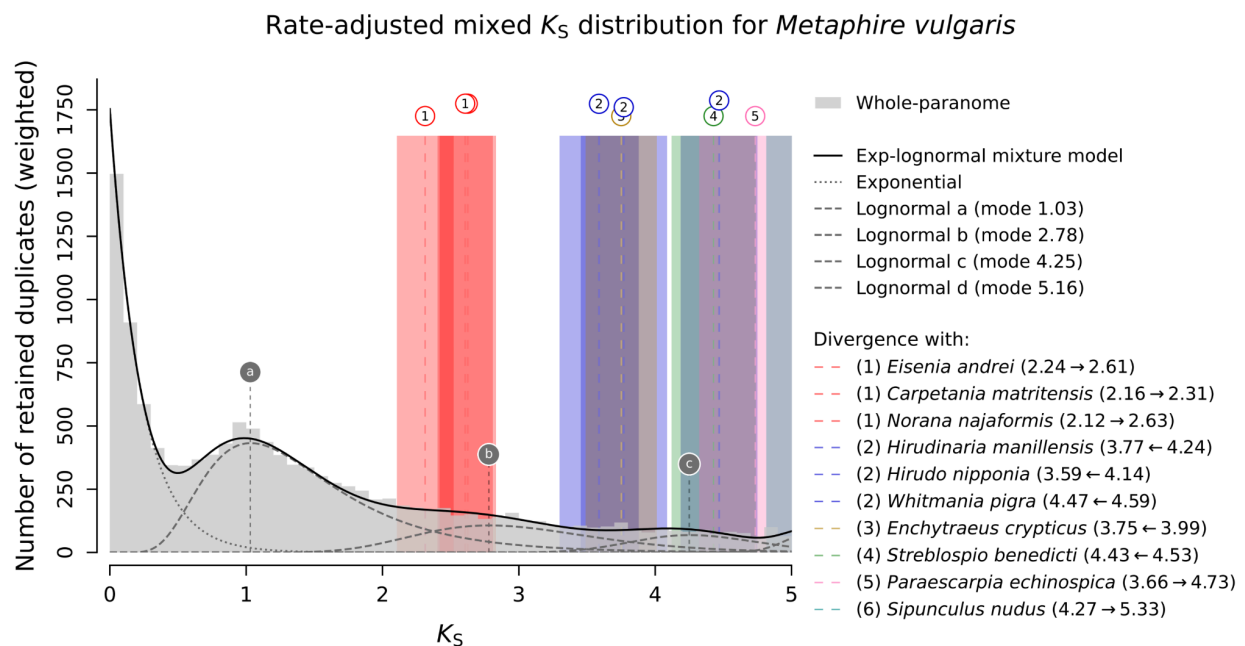 Rate-adjusted mixed K_S distribution for Metaphire vulgaris
Number of retained duplicates (weighted)
1750
1500
1250
1000
750
500
250
0
0
1
2
3
4
5
K_S
a
b
c
1
1
2
2
3
2
4
5
Whole-paranome
Exp-lognormal mixture model
Exponential
Lognormal a (mode 1.03)
Lognormal b (mode 2.78)
Lognormal c (mode 4.25)
Lognormal d (mode 5.16)
Divergence with:
(1) Eisenia andrei (2.24→2.61)
(1) Carpetania matritensis (2.16→2.31)
(1) Norana najaformis (2.12→2.63)
(2) Hirudinaria manillensis (3.77←4.24)
(2) Hirudo nipponia (3.59←4.14)
(2) Whitmania pigra (4.47←4.59)
(3) Enchytraeus crypticus (3.75←3.99)
(4) Streblospio benedicti (4.43←4.53)
(5) Paraescarpia echinospica (3.66→4.73)
(6) Sipunculus nudus (4.27→5.33)